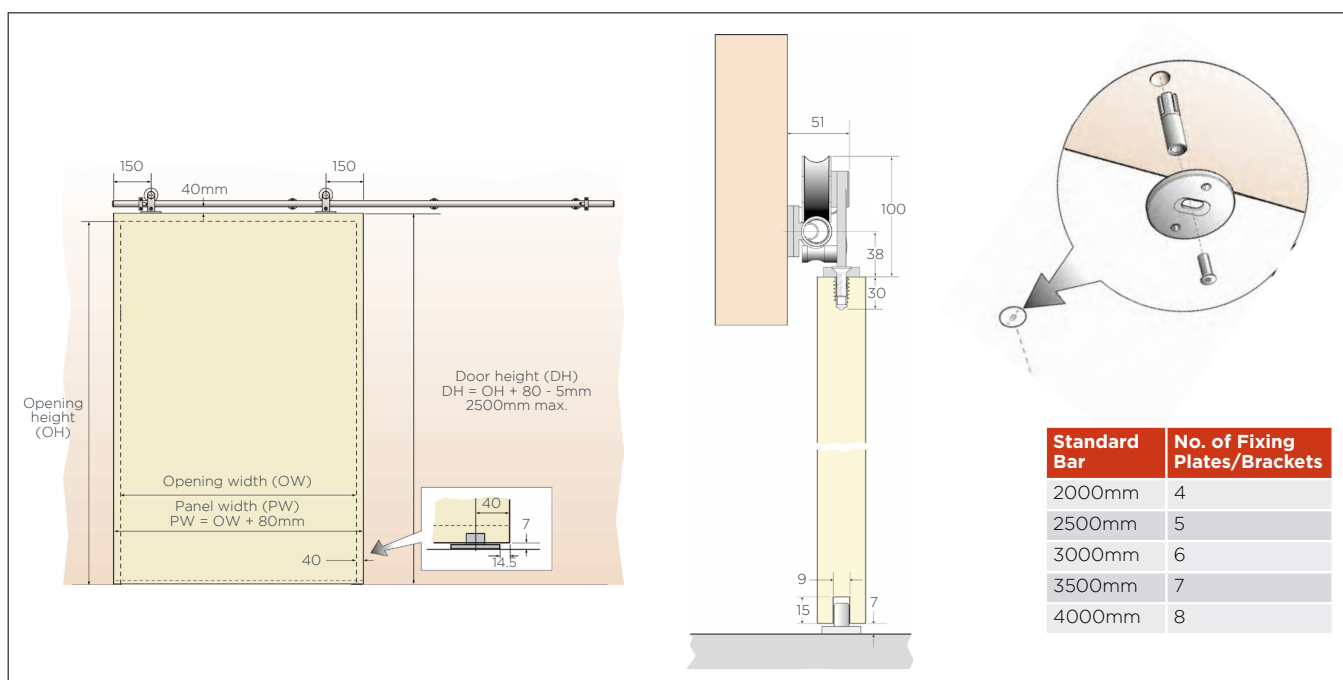 150
150
40mm
Opening
height
(OH)
Door height (DH)
DH = OH + 80 - 5mm
2500mm max.
Opening width (OW)
Panel width (PW)
PW = OW + 80mm
40
40
7
14.5
51
100
38
30
9
15
7
Standard Bar | No. of Fixing Plates/Brackets
2000mm 4
2500mm 5
3000mm 6
3500mm 7
4000mm 8